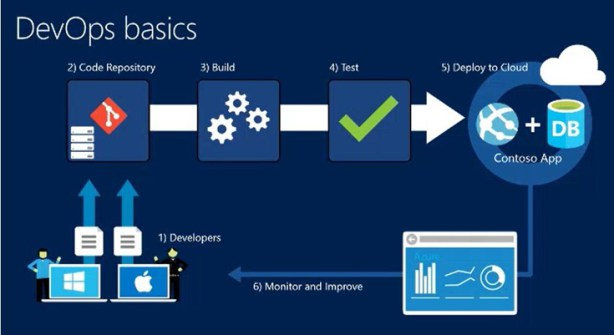 DevOps basics
2) Code Repository
3) Build
4) Test
5) Deploy to Cloud
DB
Contoso App
1) Developers
Azure
6) Monitor and Improve